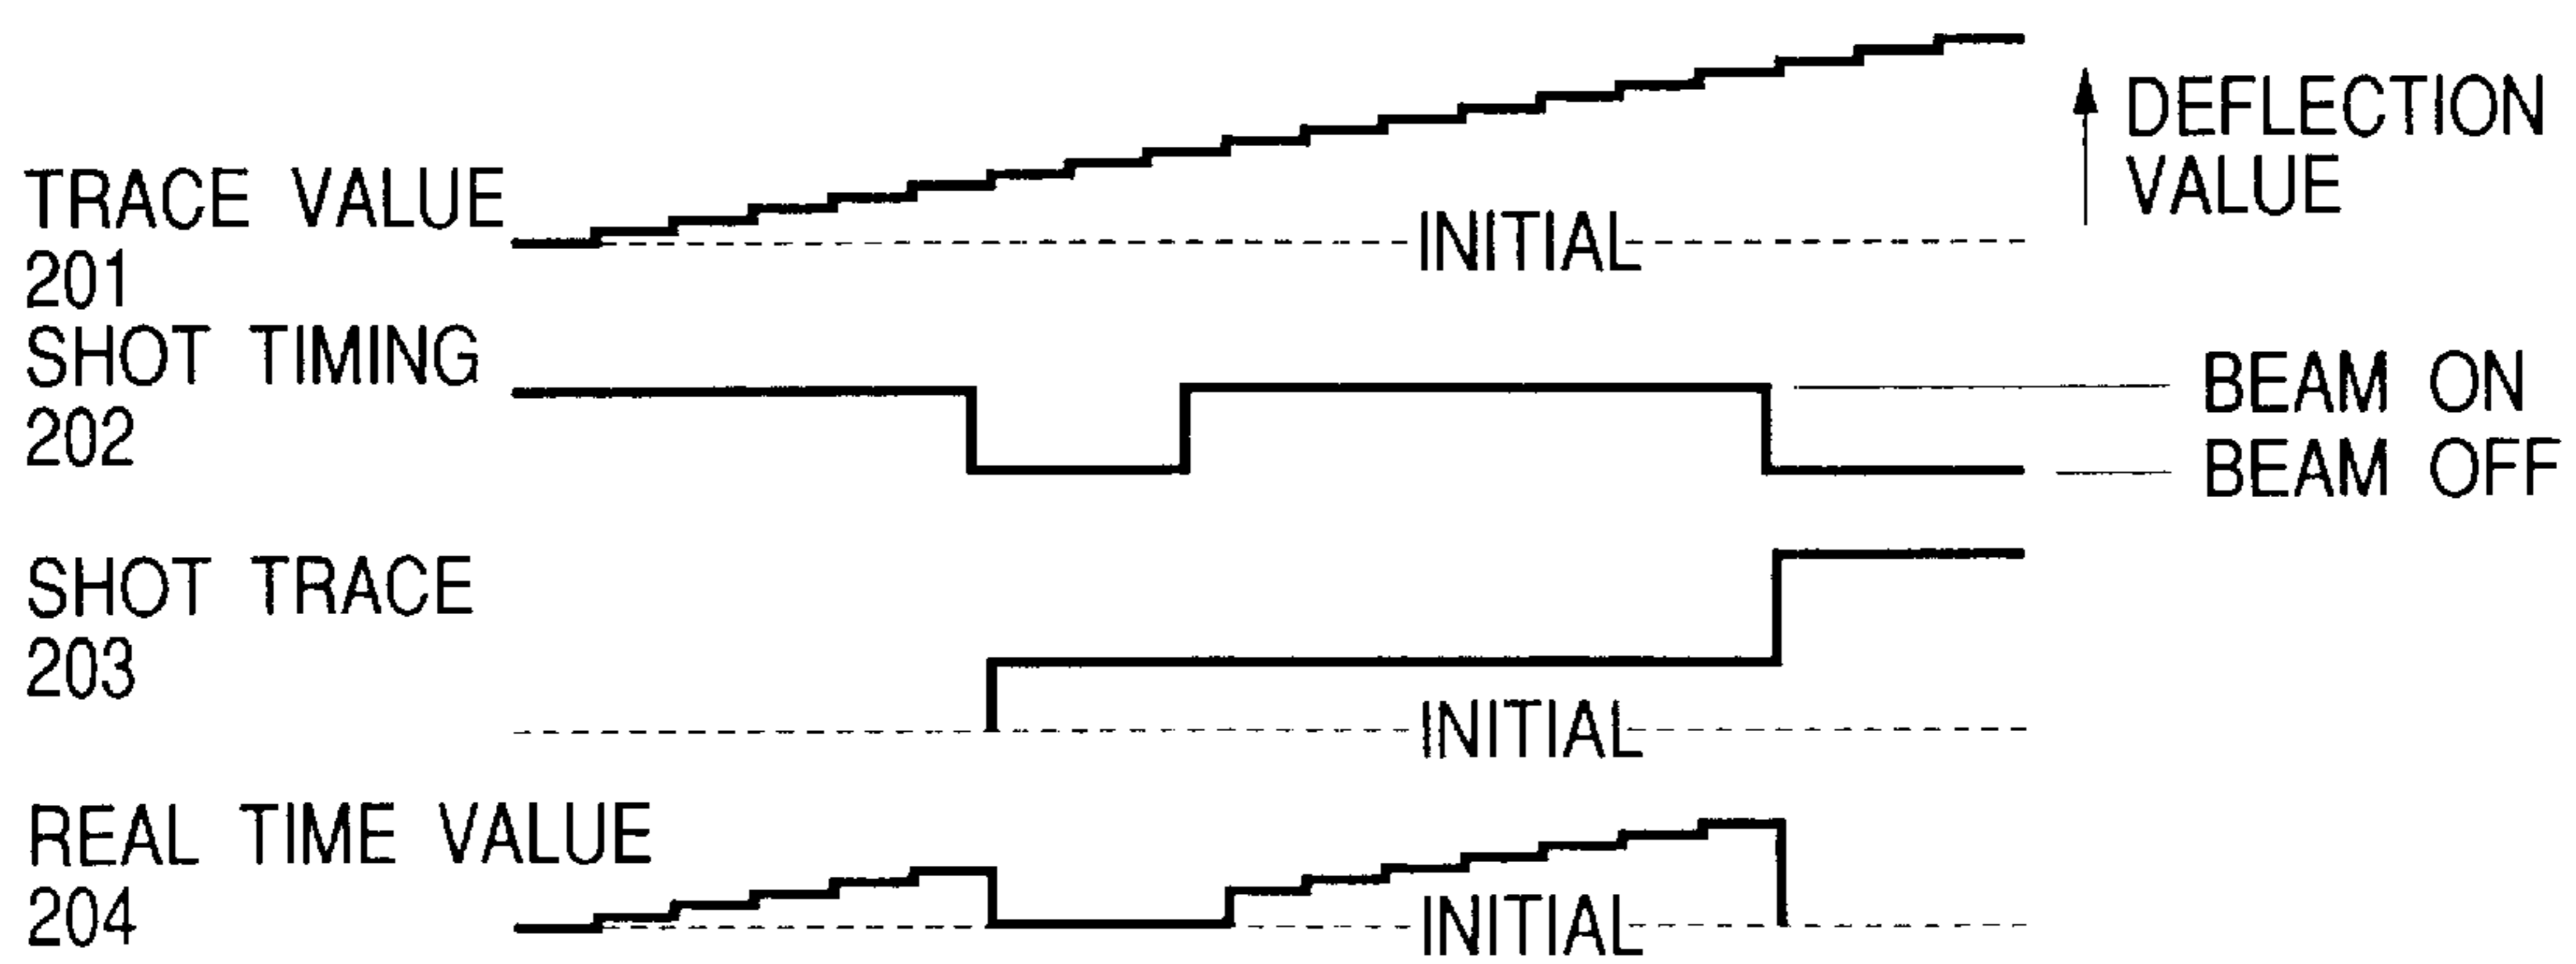 DEFLECTION
VALUE
TRACE VALUE
201
INITIAL
SHOT TIMING
202
BEAM ON
BEAM OFF
SHOT TRACE
203
INITIAL
REAL TIME VALUE
204
INITIAL